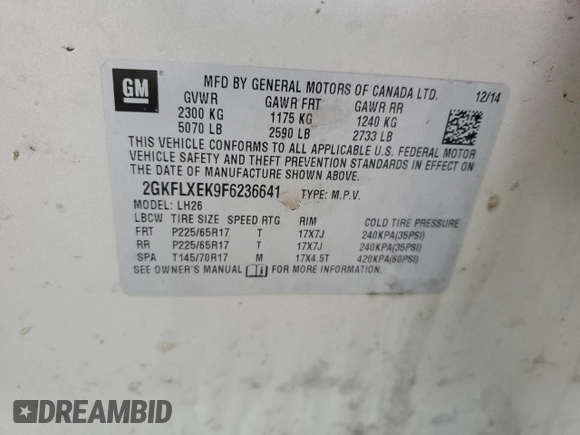 GM
MFD BY GENERAL MOTORS OF CANADA LTD. 12/14
GVWR GAWR FRT GAWR RR
2300 KG 1175 KG 1240 KG
5070 LB 2590 LB 2733 LB
THIS VEHICLE CONFORMS TO ALL APPLICABLE U.S. FEDERAL MOTOR
VEHICLE SAFETY AND THEFT PREVENTION STANDARDS IN EFFECT ON
THE DATE OF MANUFACTURE SHOWN ABOVE.
2GKFLXEK9F6236641 TYPE: M.P.V.
MODEL: LH26
LBCW TIRE SIZE SPEED RTG RIM COLD TIRE PRESSURE
FRT P225/65R17 T 17X7J 240KPA(35PSI)
RR P225/65R17 T 17X7J 240KPA(35PSI)
SPA T145/70R17 M 17X4.5T 420KPA(60PSI)
SEE OWNER'S MANUAL FOR MORE INFORMATION.
DREAMBID